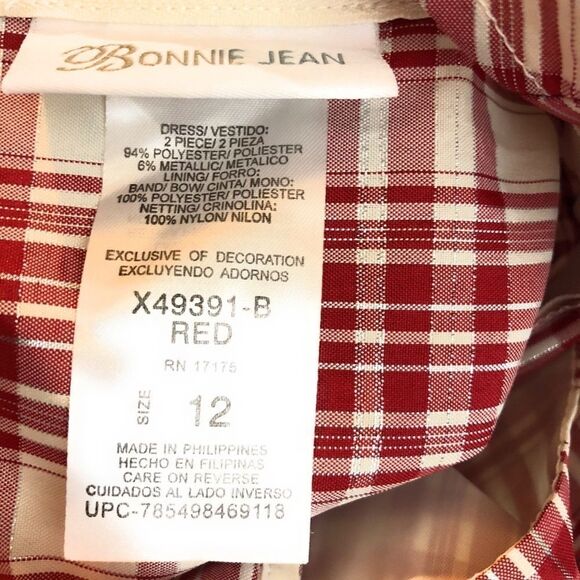 BONNIE JEAN
DRESS/ VESTIDO:
2 PIECE/ 2 PIEZA
94% POLYESTER/ POLIESTER
6% METALLIC/ METALICO
LINING/ FORRO:
BAND/ BOW/ CINTA/ MONO:
100% POLYESTER/ POLIESTER
NETTING/ CRINOLINA:
100% NYLON/ NILON
EXCLUSIVE OF DECORATION
EXCLUYENDO ADORNOS
X49391-B
RED
RN 17175
SIZE 12
MADE IN PHILIPPINES
HECHO EN FILIPINAS
CARE ON REVERSE
CUIDADOS AL LADO INVERSO
UPC-785498469118